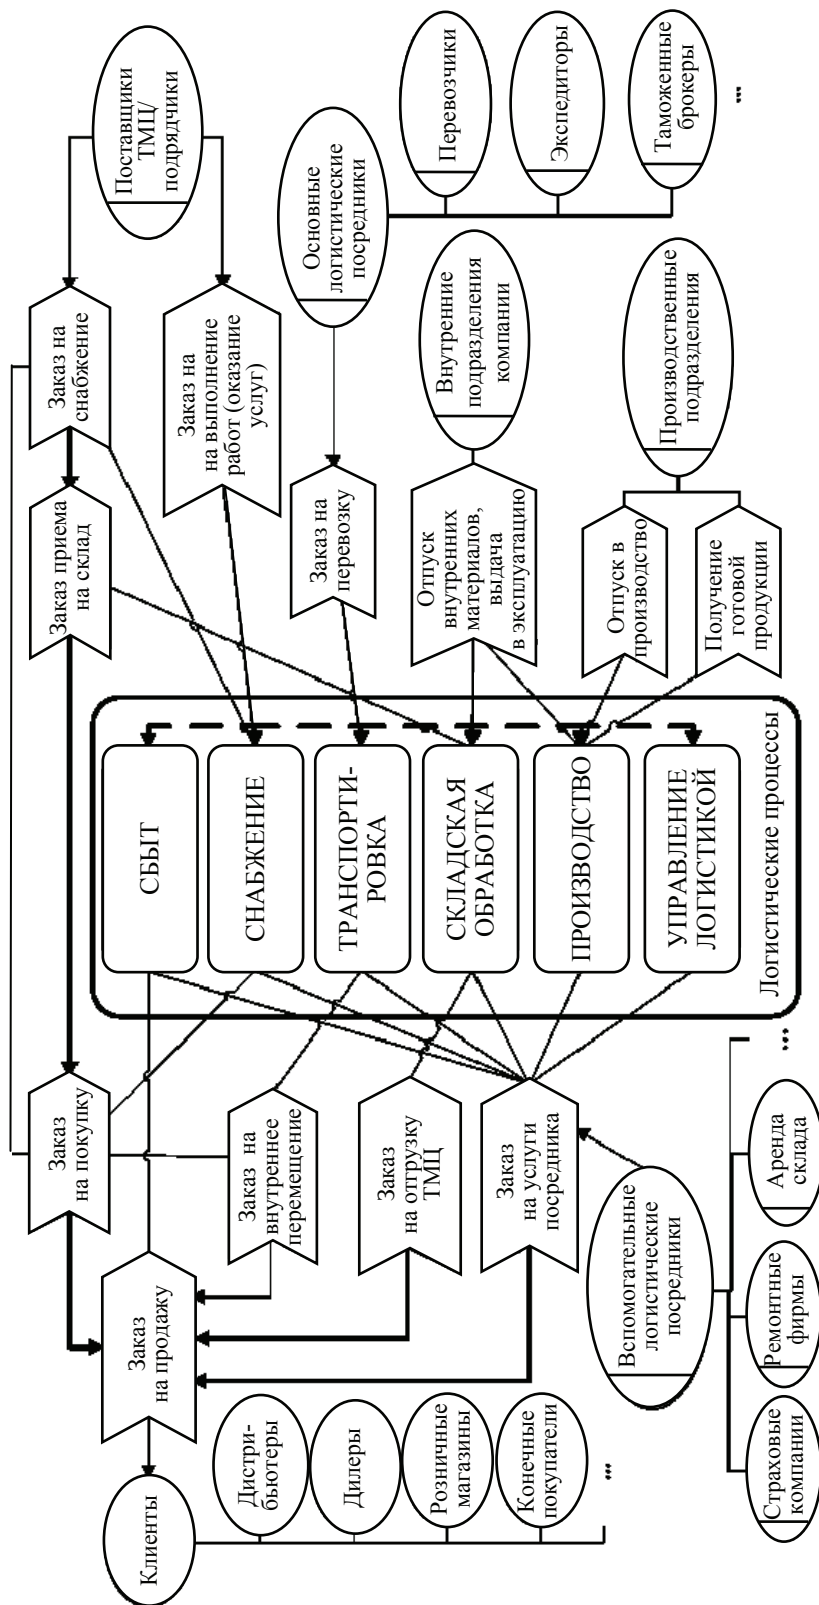 Клиенты
Дистри-
бьютеры
Дилеры
Розничные
магазины
Конечные
покупатели
...
Заказ
на продажу
Заказ
на покупку
Заказ на
внутреннее
перемещение
Заказ
на отгрузку
ТМЦ
Заказ
на услуги
посредника
Вспомогательные
логистические
посредники
Страховые
компании
Ремонтные
фирмы
Аренда
склада
...
СБЫТ
СНАБЖЕНИЕ
ТРАНСПОРТИ-
РОВКА
СКЛАДСКАЯ
ОБРАБОТКА
ПРОИЗВОДСТВО
УПРАВЛЕНИЕ
ЛОГИСТИКОЙ
Логистические процессы
Заказ приема
на склад
Заказ на
снабжение
Заказ на
на выполнение
работ (оказание
услуг)
Заказ на
перевозку
Отпуск
внутренних
материалов,
выдача
в эксплуатацию
Отпуск в
производство
Получение
готовой
продукции
Поставщики
ТМЦ/
подрядчики
Основные
логистические
посредники
Внутренние
подразделения
компании
Производственные
подразделения
Перевозчики
Экспедиторы
Таможенные
брокеры
...